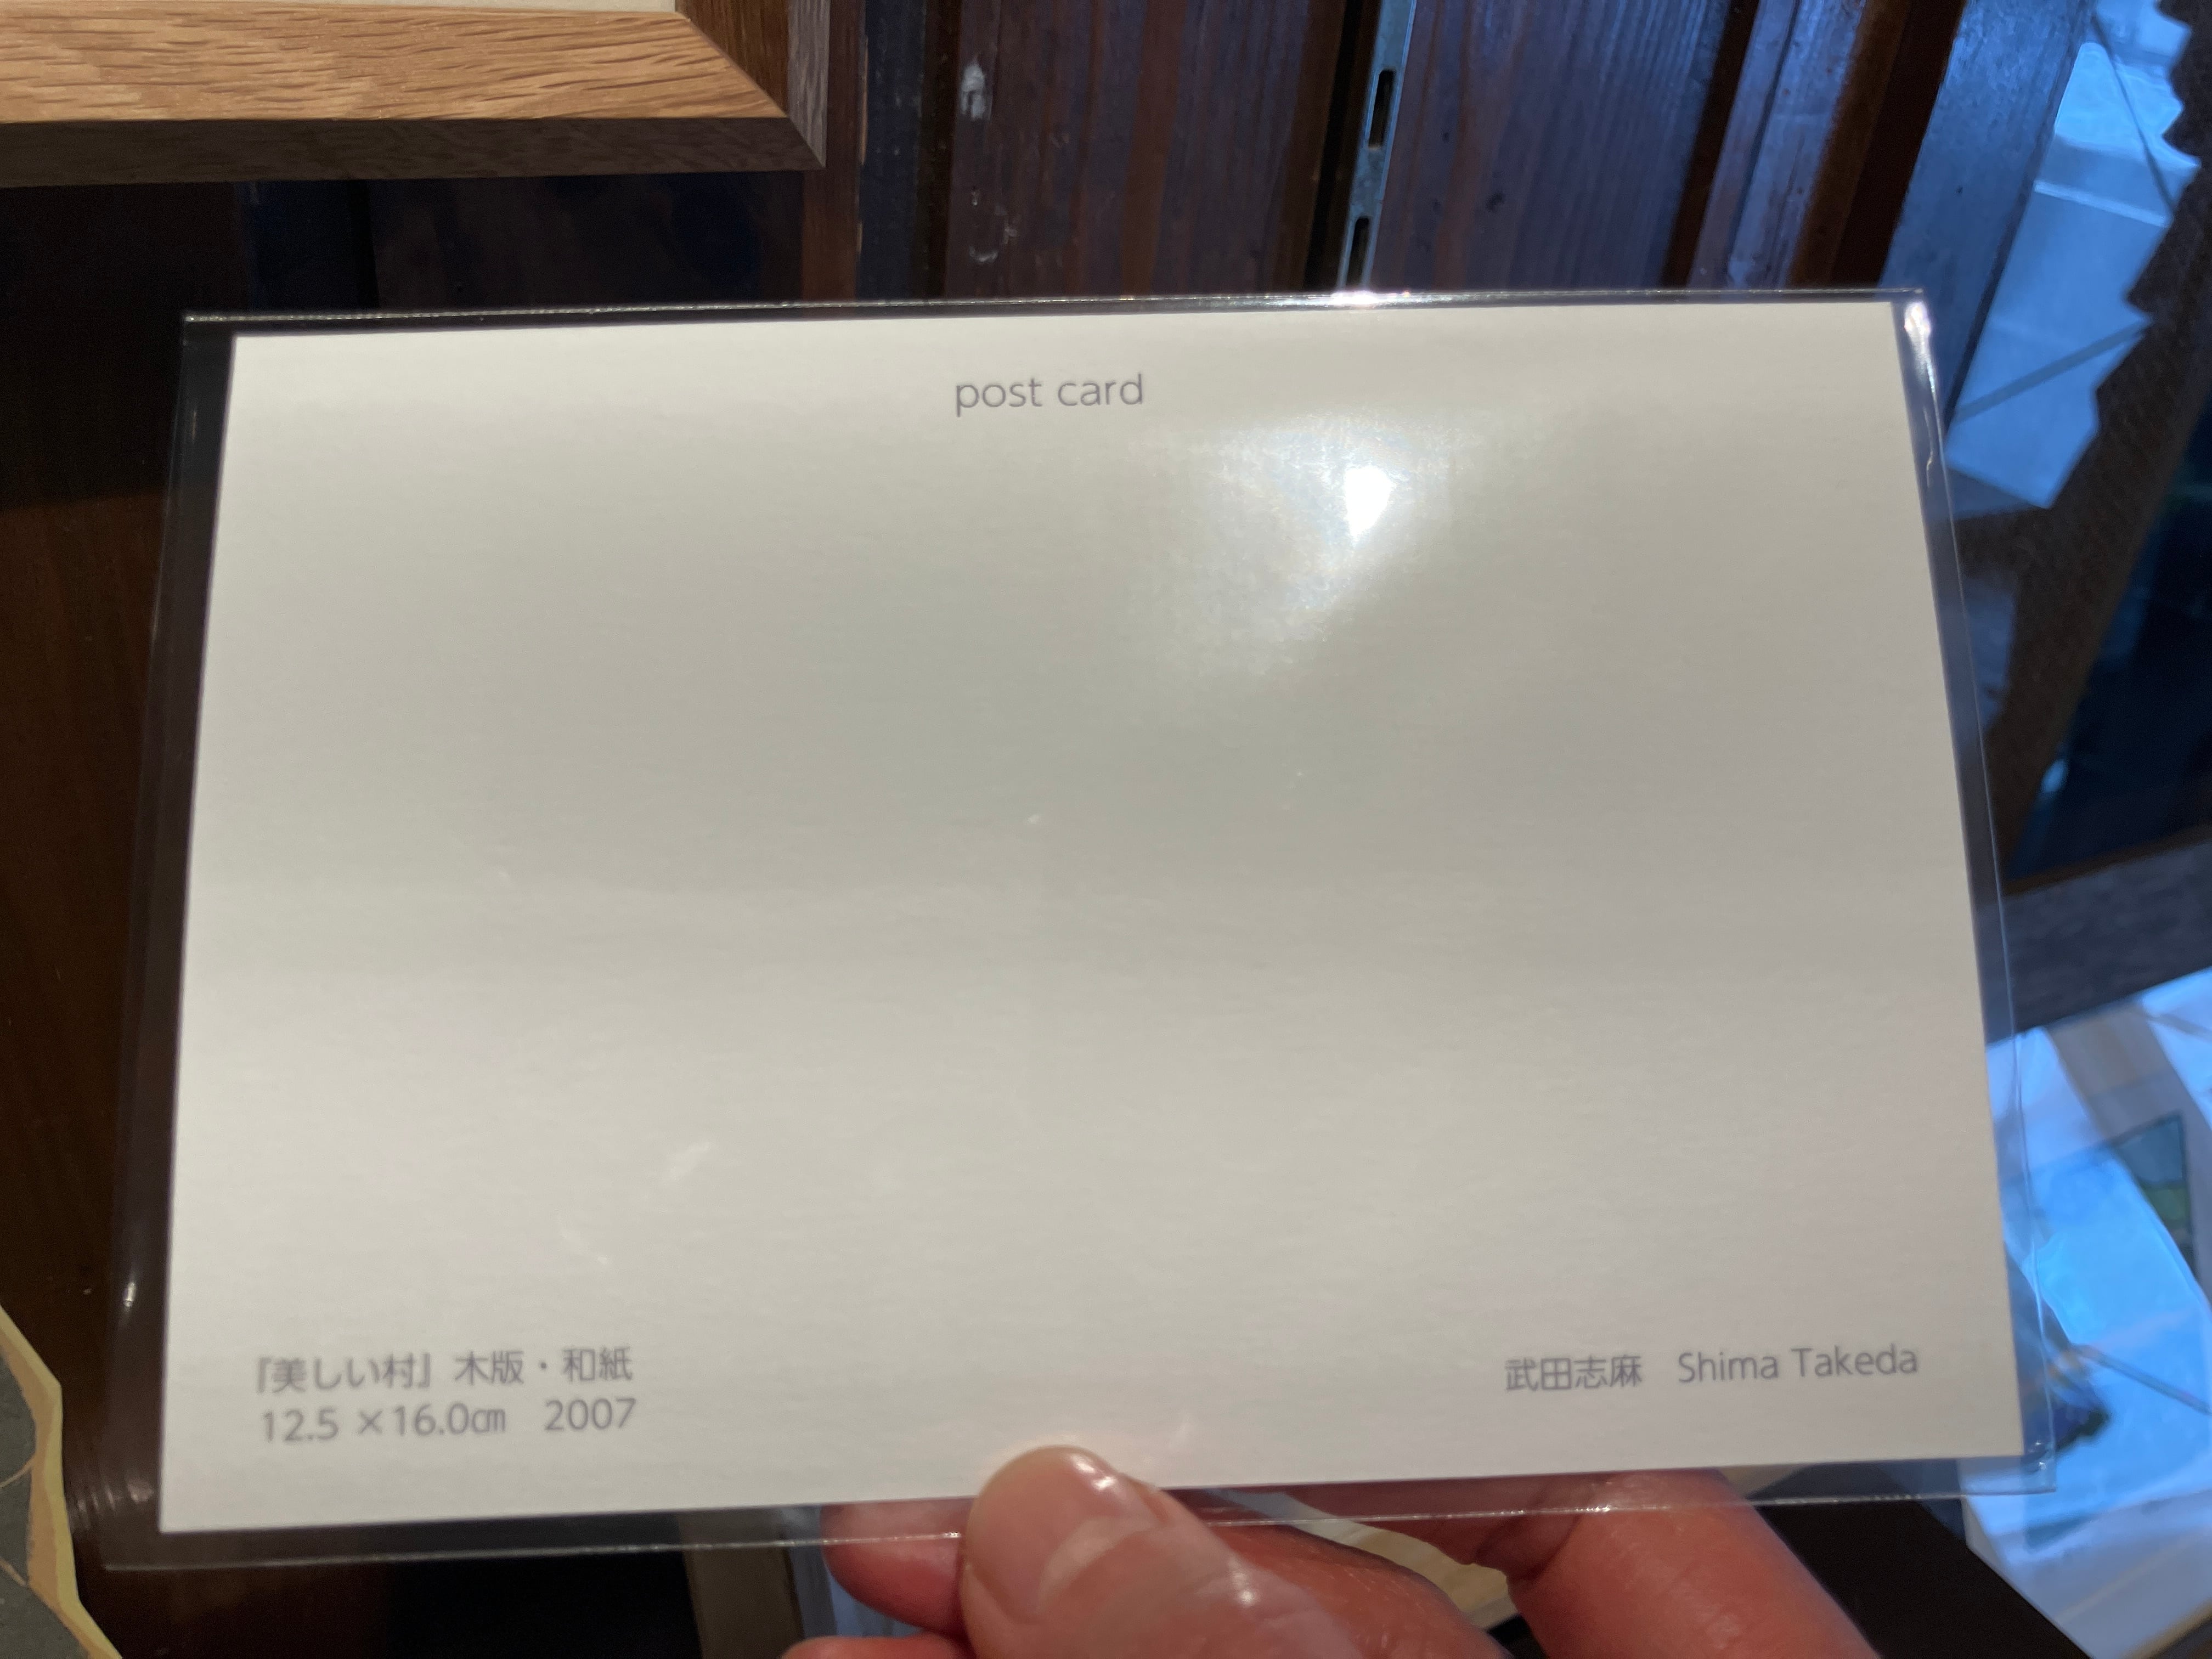 post card
『美しい村』木版・和紙
12.5 ×16.0㎝　2007
武田志麻　Shima Takeda